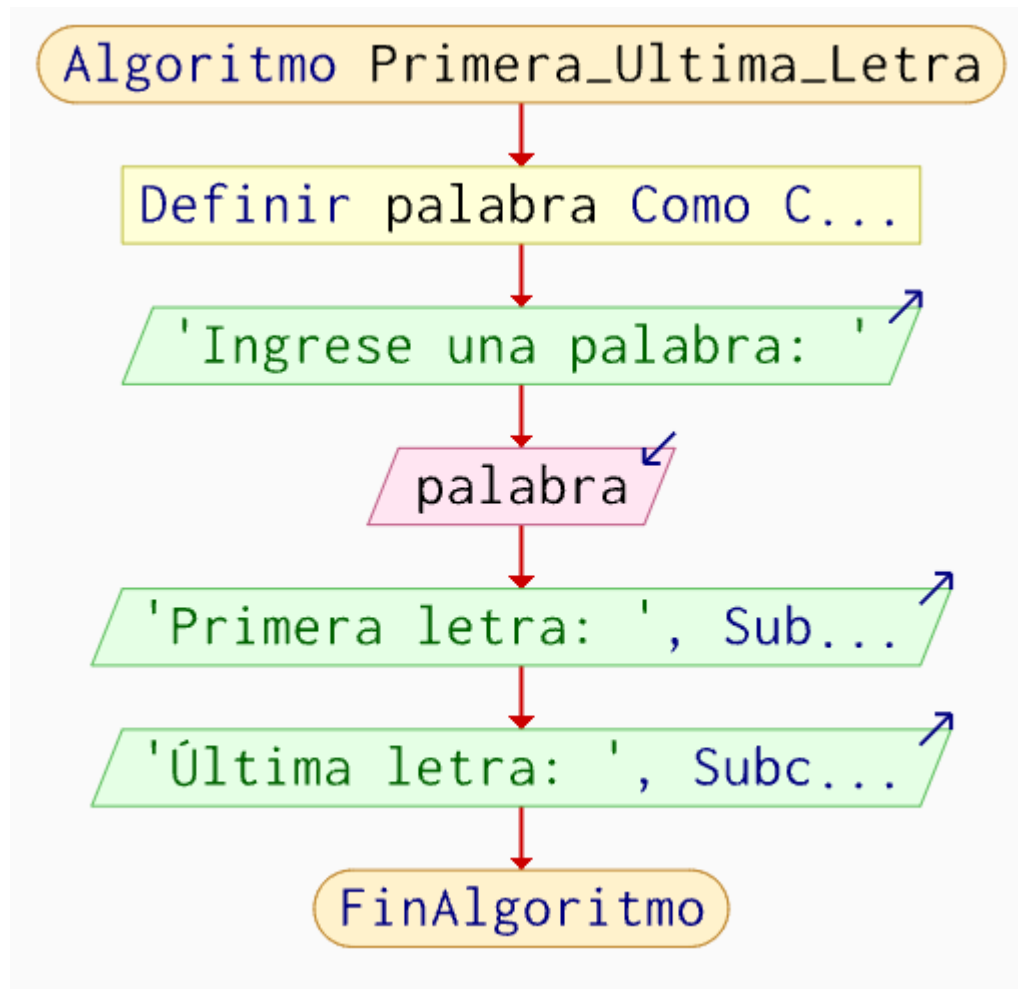 Algoritmo Primera_Ultima_Letra
Definir palabra Como C...
'Ingrese una palabra: '
palabra
'Primera letra: ', Sub...
'Última letra: ', Subc...
FinAlgoritmo